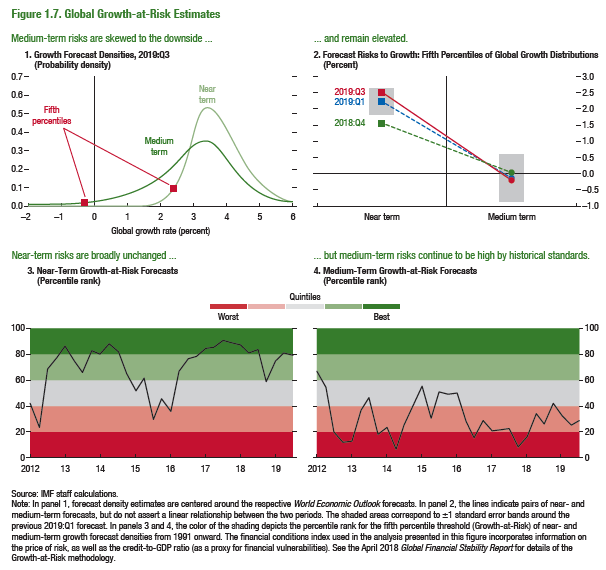 Figure 1.7. Global Growth-at-Risk Estimates
Medium-term risks are skewed to the downside ...
1. Growth Forecast Densities, 2019:Q3
(Probability density)
0.7
0.6
0.5
0.4
0.3
0.2
0.1
0.0
Near
term
Fifth
percentiles
Medium
term
–2 –1 0 1 2 3 4 5 6
Global growth rate (percent)
... and remain elevated.
2. Forecast Risks to Growth: Fifth Percentiles of Global Growth Distributions
(Percent)
3.0
2.5
2.0
1.5
1.0
0.5
0.0
–0.5
–1.0
2019:Q3
2019:Q1
2018:Q4
Near term Medium term
Near-term risks are broadly unchanged ...
3. Near-Term Growth-at-Risk Forecasts
(Percentile rank)
... but medium-term risks continue to be high by historical standards.
4. Medium-Term Growth-at-Risk Forecasts
(Percentile rank)
Quintiles
Worst Best
100
80
60
40
20
0
2012 13 14 15 16 17 18 19
100
80
60
40
20
0
2012 13 14 15 16 17 18 19
Source: IMF staff calculations.
Note: In panel 1, forecast density estimates are centered around the respective World Economic Outlook forecasts. In panel 2, the lines indicate pairs of near- and
medium-term forecasts, but do not assert a linear relationship between the two periods. The shaded areas correspond to ±1 standard error bands around the
previous 2019:Q1 forecast. In panels 3 and 4, the color of the shading depicts the percentile rank for the fifth percentile threshold (Growth-at-Risk) of near- and
medium-term growth forecast densities from 1991 onward. The financial conditions index used in the analysis presented in this figure incorporates information on
the price of risk, as well as the credit-to-GDP ratio (as a proxy for financial vulnerabilities). See the April 2018 Global Financial Stability Report for details of the
Growth-at-Risk methodology.